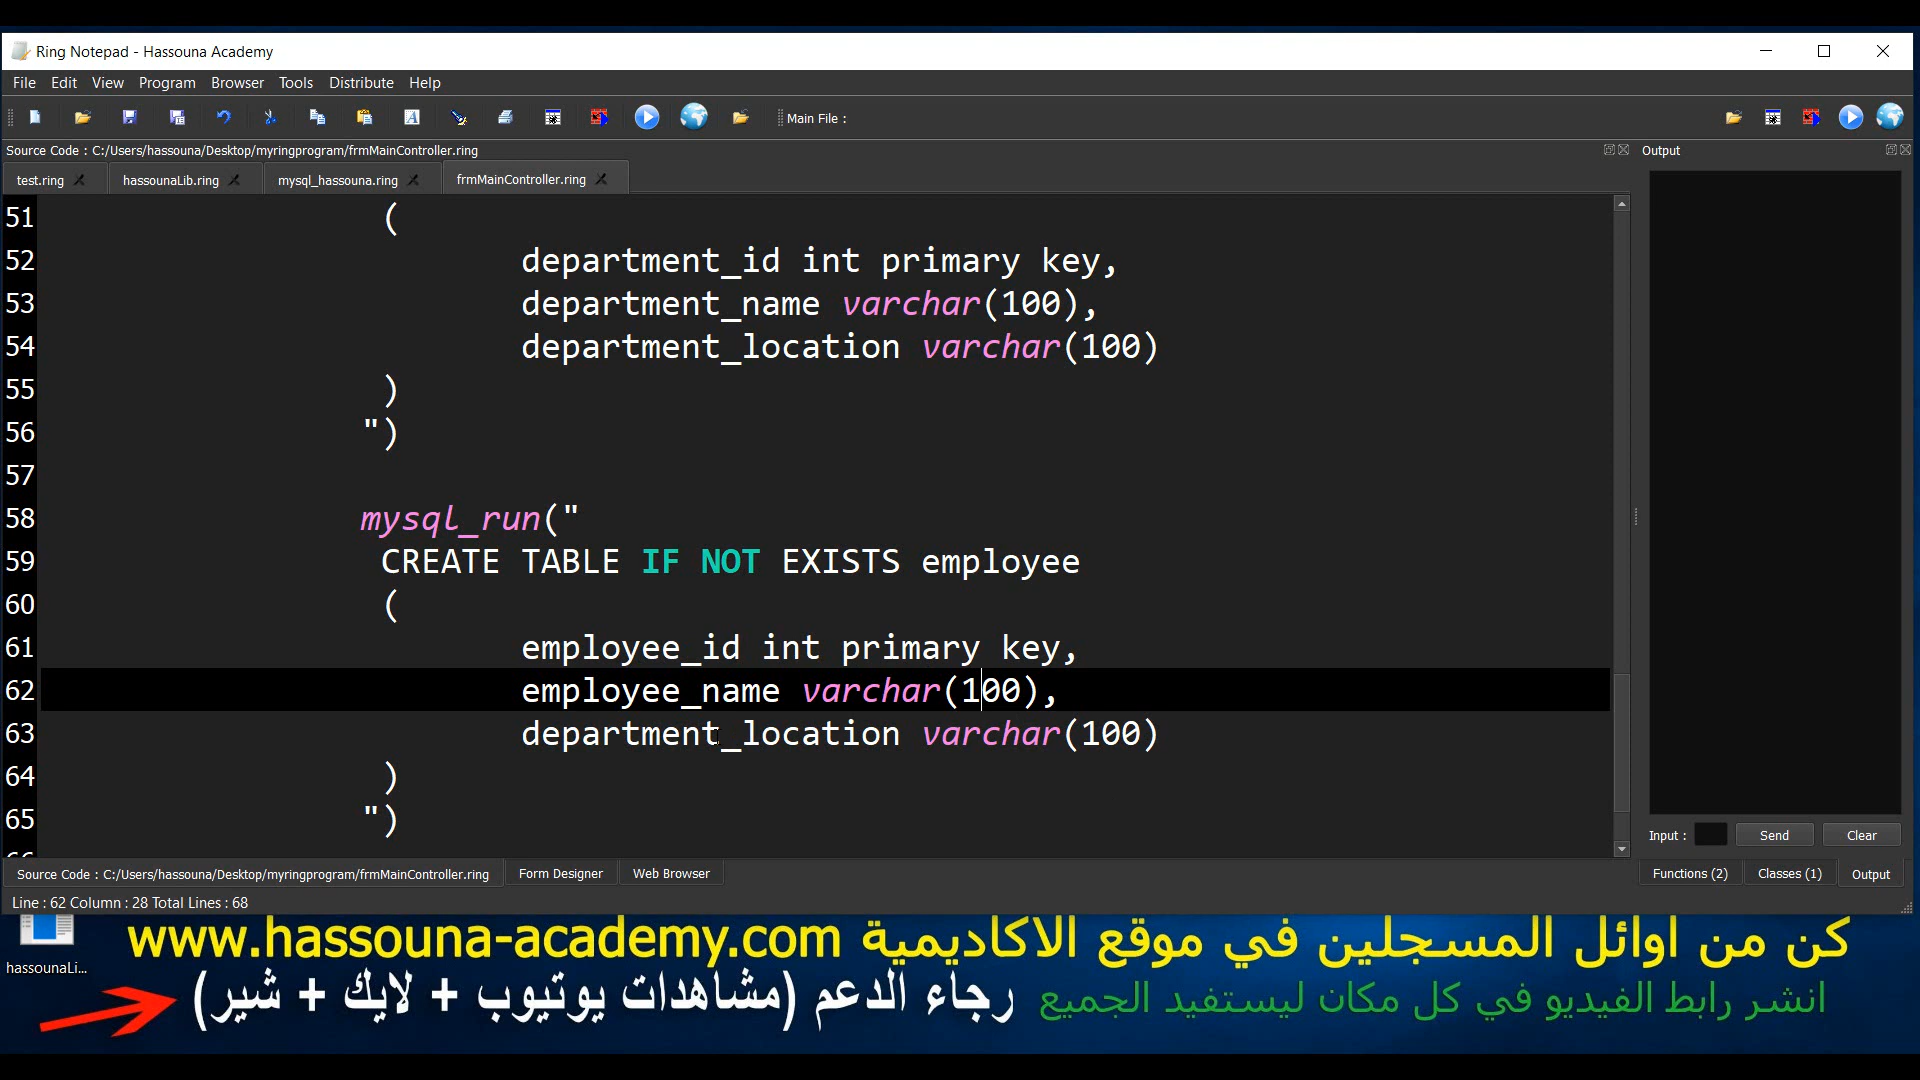 Ring Notepad - Hassouna Academy
File Edit View Program Browser Tools Distribute Help
Main File :
Source Code : C:/Users/hassouna/Desktop/myringprogram/frmMainController.ring
Output
test.ring hassounaLib.ring mysql_hassouna.ring frmMainController.ring
51 (
52 department_id int primary key,
53 department_name varchar(100),
54 department_location varchar(100)
55 )
56 ")
57
58 mysql_run("
59 CREATE TABLE IF NOT EXISTS employee
60 (
61 employee_id int primary key,
62 employee_name varchar(100),
63 department_location varchar(100)
64 )
65 ")
66
Input : Send Clear
Source Code : C:/Users/hassouna/Desktop/myringprogram/frmMainController.ring Form Designer Web Browser
Functions (2) Classes (1) Output
Line : 62 Column : 28 Total Lines : 68
كن من اوائل المسجلين في موقع الاكاديمية www.hassouna-academy.com
hassounaLi...
انشر رابط الفيديو في كل مكان ليستفيد الجميع رجاء الدعم (مشاهدات يوتيوب + لايك + شير)